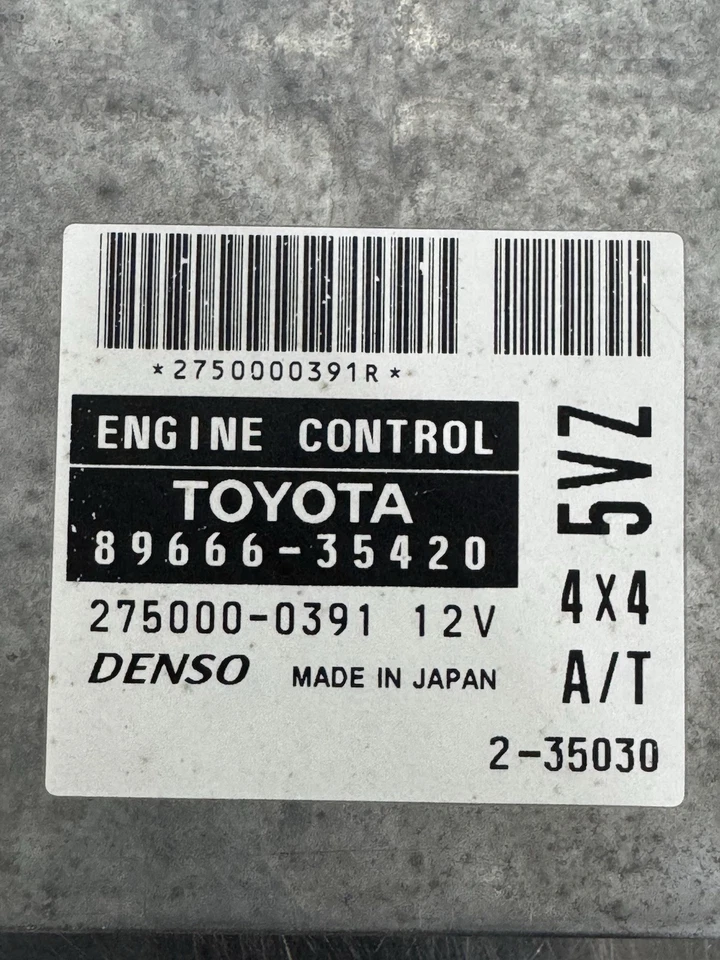 *2750000391R*
ENGINE CONTROL
TOYOTA
89666-35420
275000-0391 12V
DENSO MADE IN JAPAN
5VZ
4X4
A/T
2-35030